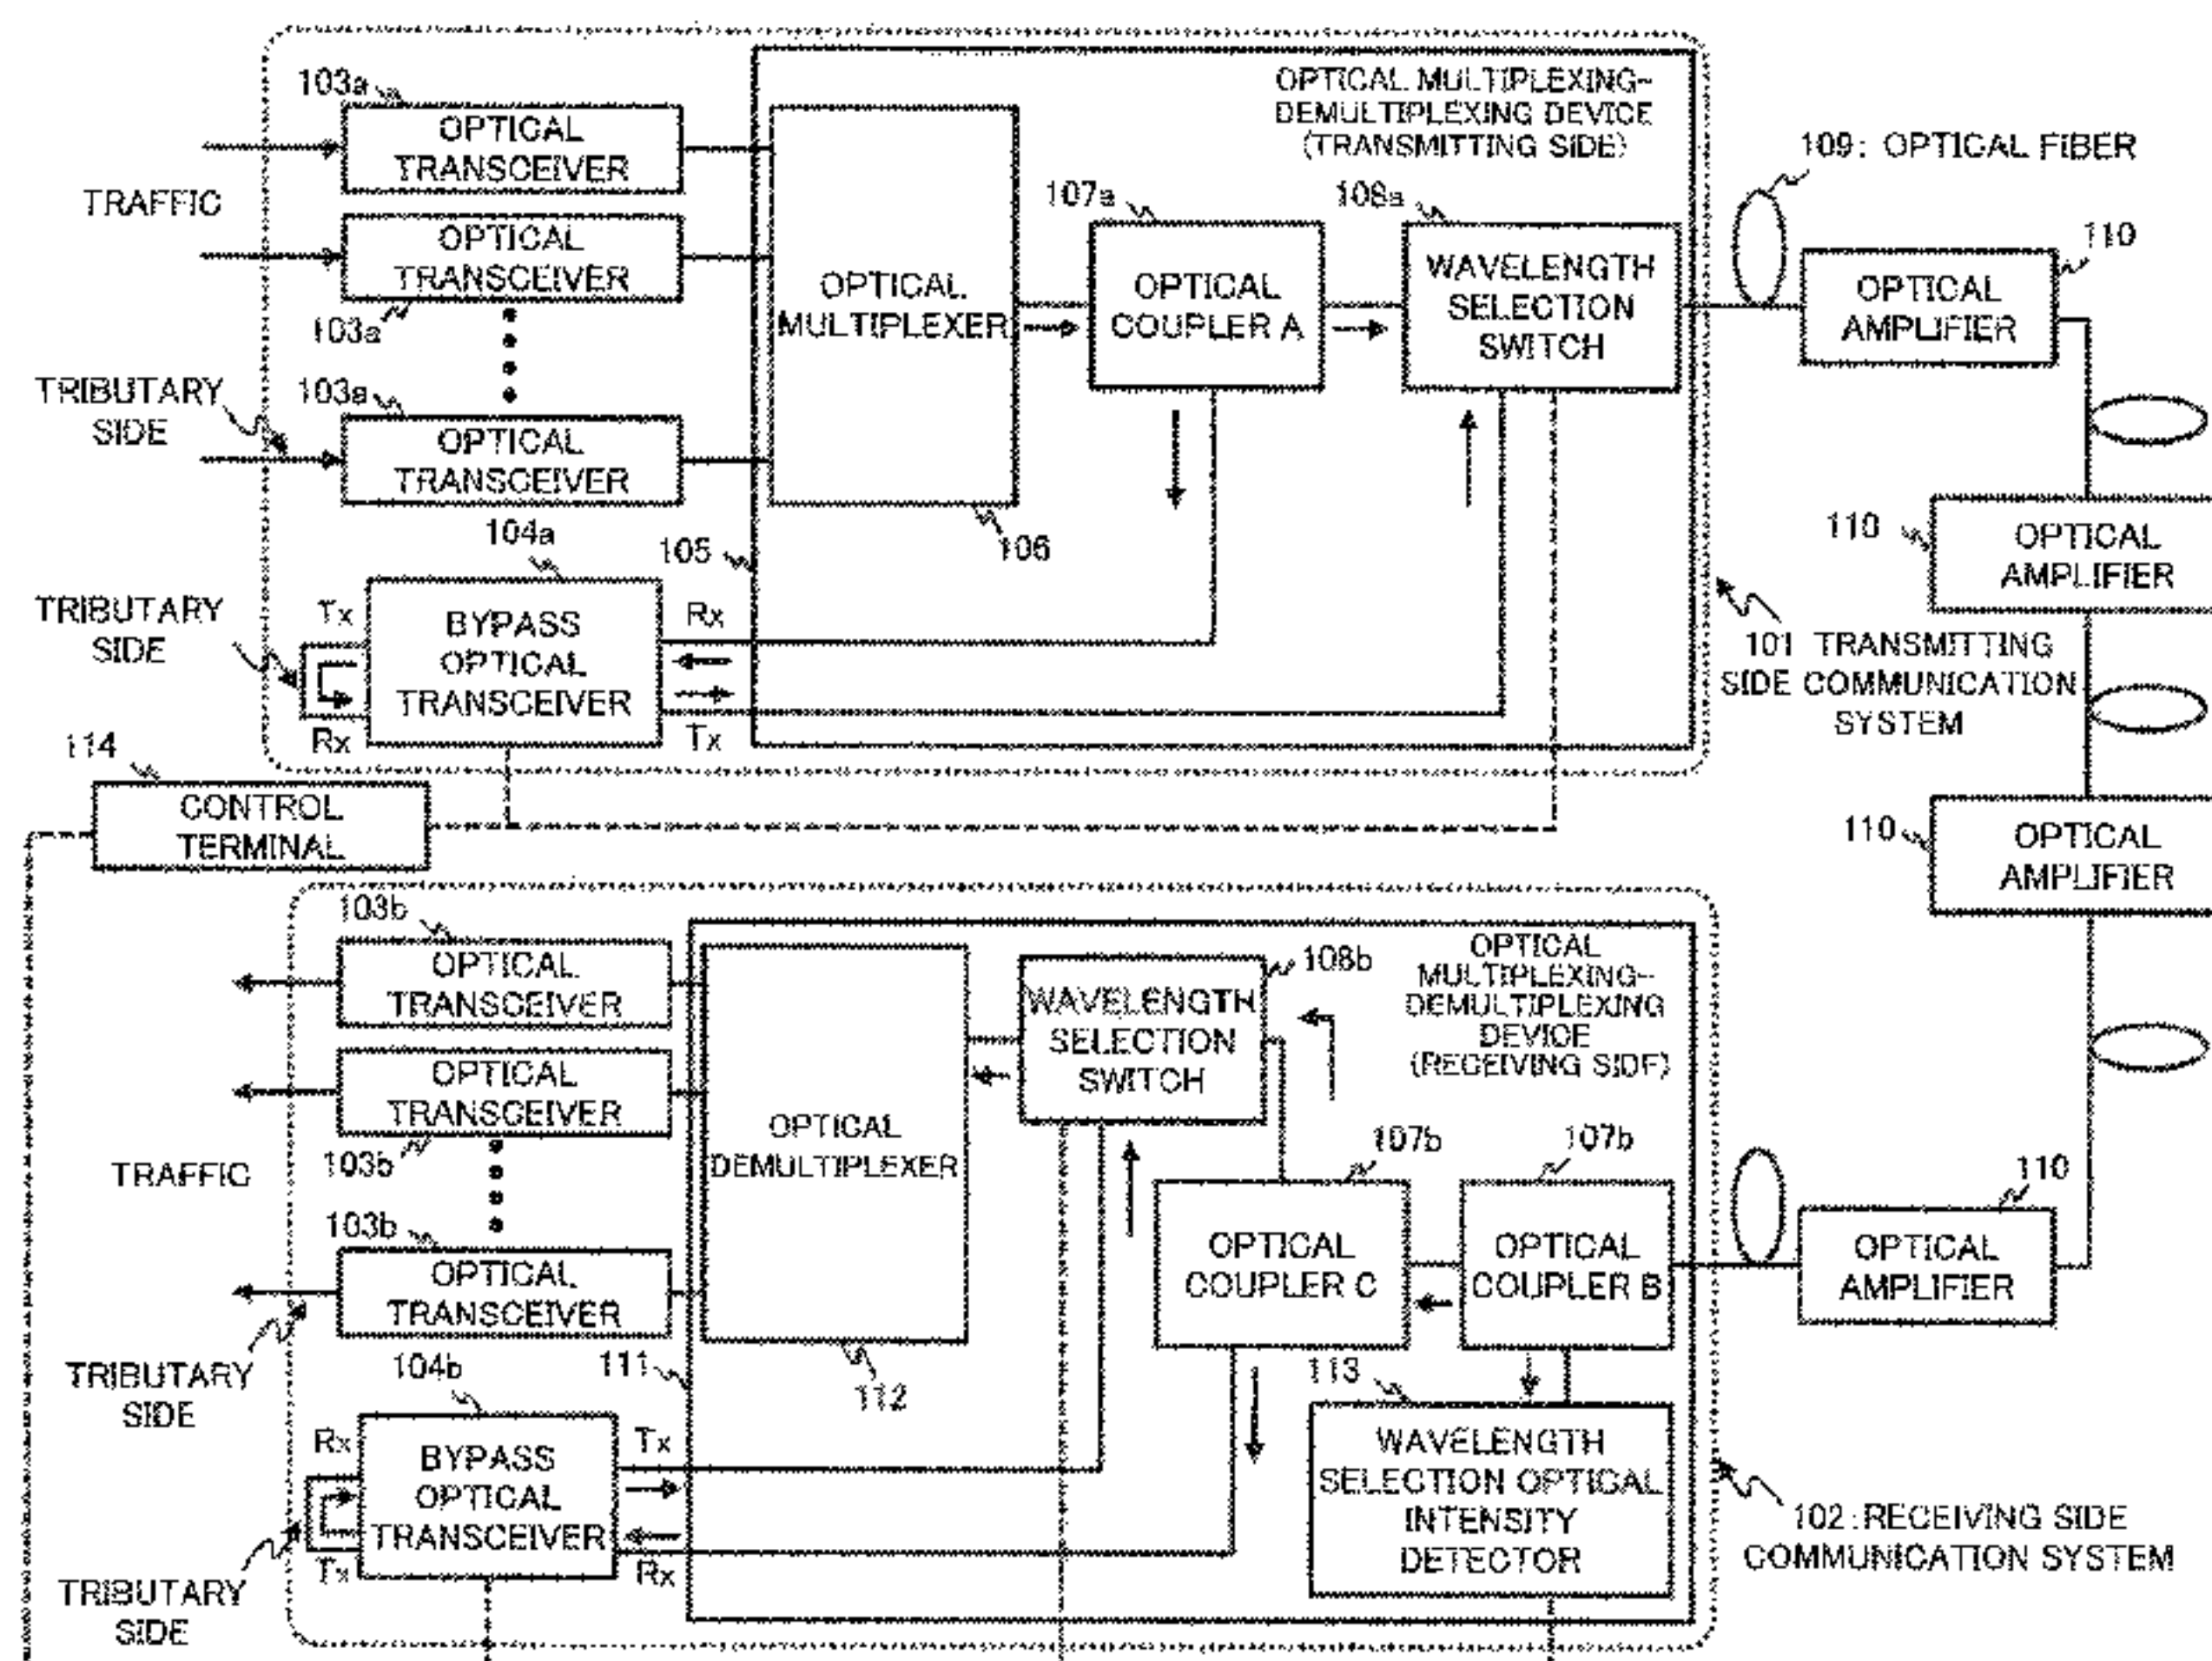 103a
OPTICAL
TRANSCEIVER
TRAFFIC
OPTICAL
TRANSCEIVER
103a
TRIBUTARY
SIDE
103a
OPTICAL
TRANSCEIVER
OPTICAL
MULTIPLEXER
106
105
OPTICAL MULTIPLEXING-
DEMULTIPLEXING DEVICE
(TRANSMITTING SIDE)
107a
OPTICAL
COUPLER A
108a
WAVELENGTH
SELECTION
SWITCH
109: OPTICAL FIBER
110
OPTICAL
AMPLIFIER
110
OPTICAL
AMPLIFIER
104a
TRIBUTARY
SIDE
Tx
Rx
BYPASS
OPTICAL
TRANSCEIVER
Rx
Tx
101 TRANSMITTING
SIDE COMMUNICATION
SYSTEM
114
CONTROL
TERMINAL
110
OPTICAL
AMPLIFIER
103b
OPTICAL
TRANSCEIVER
OPTICAL
TRANSCEIVER
103b
TRAFFIC
103b
OPTICAL
TRANSCEIVER
TRIBUTARY
SIDE
OPTICAL
DEMULTIPLEXER
112
111
108b
WAVELENGTH
SELECTION
SWITCH
OPTICAL
MULTIPLEXING-
DEMULTIPLEXING
DEVICE
(RECEIVING SIDE)
107b
OPTICAL
COUPLER C
107b
OPTICAL
COUPLER B
110
OPTICAL
AMPLIFIER
113
WAVELENGTH
SELECTION OPTICAL
INTENSITY
DETECTOR
104b
Rx
Tx
BYPASS
OPTICAL
TRANSCEIVER
Tx
Rx
TRIBUTARY
SIDE
102:RECEIVING SIDE
COMMUNICATION SYSTEM